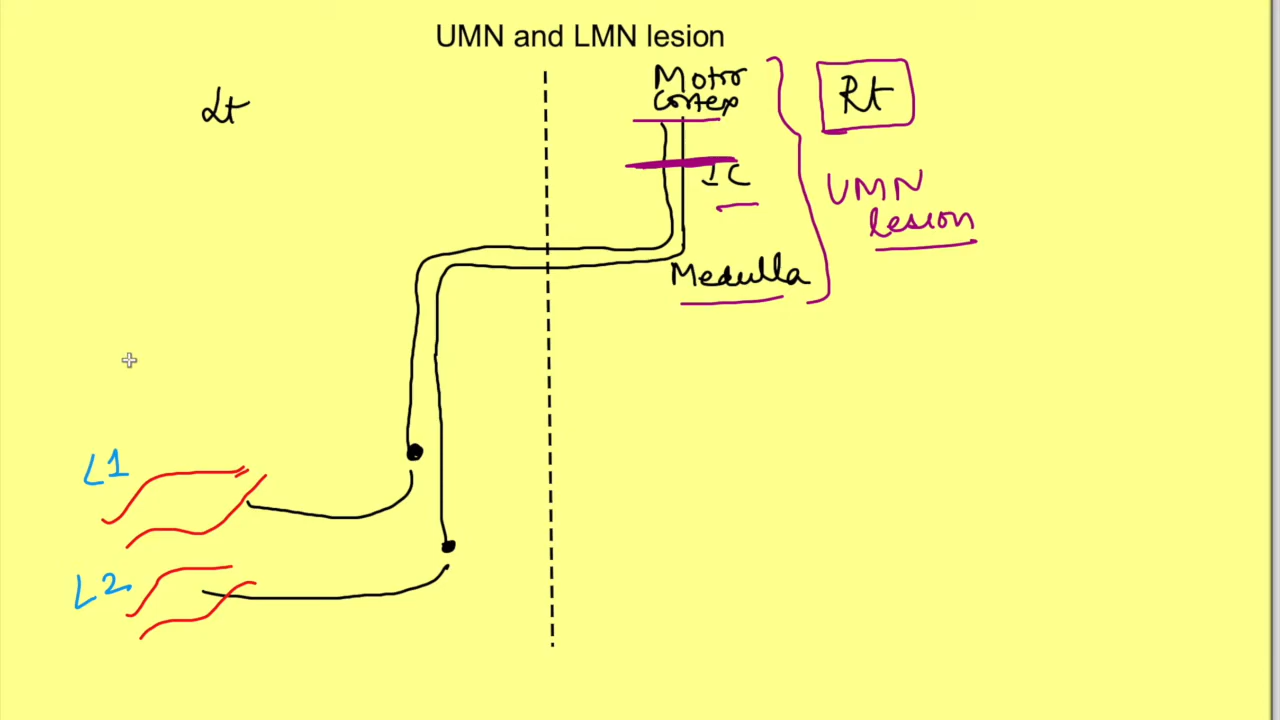 UMN and LMN lesion
Lt
Motor
Cortex
Rt
IC
UMN
lesion
Medulla
L1
L2